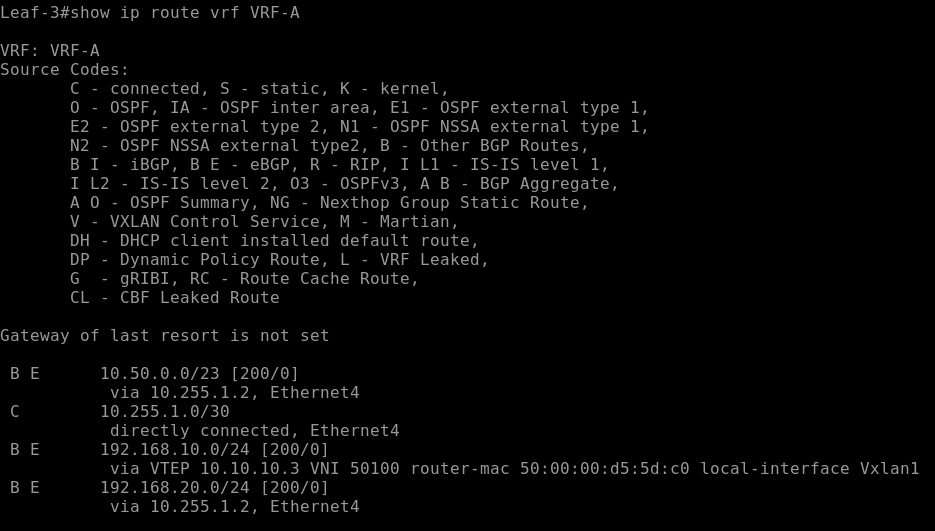 Leaf-3#show ip route vrf VRF-A
VRF: VRF-A
Source Codes:
C - connected, S - static, K - kernel,
O - OSPF, IA - OSPF inter area, E1 - OSPF external type 1,
E2 - OSPF external type 2, N1 - OSPF NSSA external type 1,
N2 - OSPF NSSA external type2, B - Other BGP Routes,
B I - iBGP, B E - eBGP, R - RIP, I L1 - IS-IS level 1,
I L2 - IS-IS level 2, O3 - OSPFv3, A B - BGP Aggregate,
A O - OSPF Summary, NG - Nexthop Group Static Route,
V - VXLAN Control Service, M - Martian,
DH - DHCP client installed default route,
DP - Dynamic Policy Route, L - VRF Leaked,
G  - gRIBI, RC - Route Cache Route,
CL - CBF Leaked Route
Gateway of last resort is not set
B E      10.50.0.0/23 [200/0]
via 10.255.1.2, Ethernet4
C        10.255.1.0/30
directly connected, Ethernet4
B E      192.168.10.0/24 [200/0]
via VTEP 10.10.10.3 VNI 50100 router-mac 50:00:00:d5:5d:c0 local-interface Vxlan1
B E      192.168.20.0/24 [200/0]
via 10.255.1.2, Ethernet4